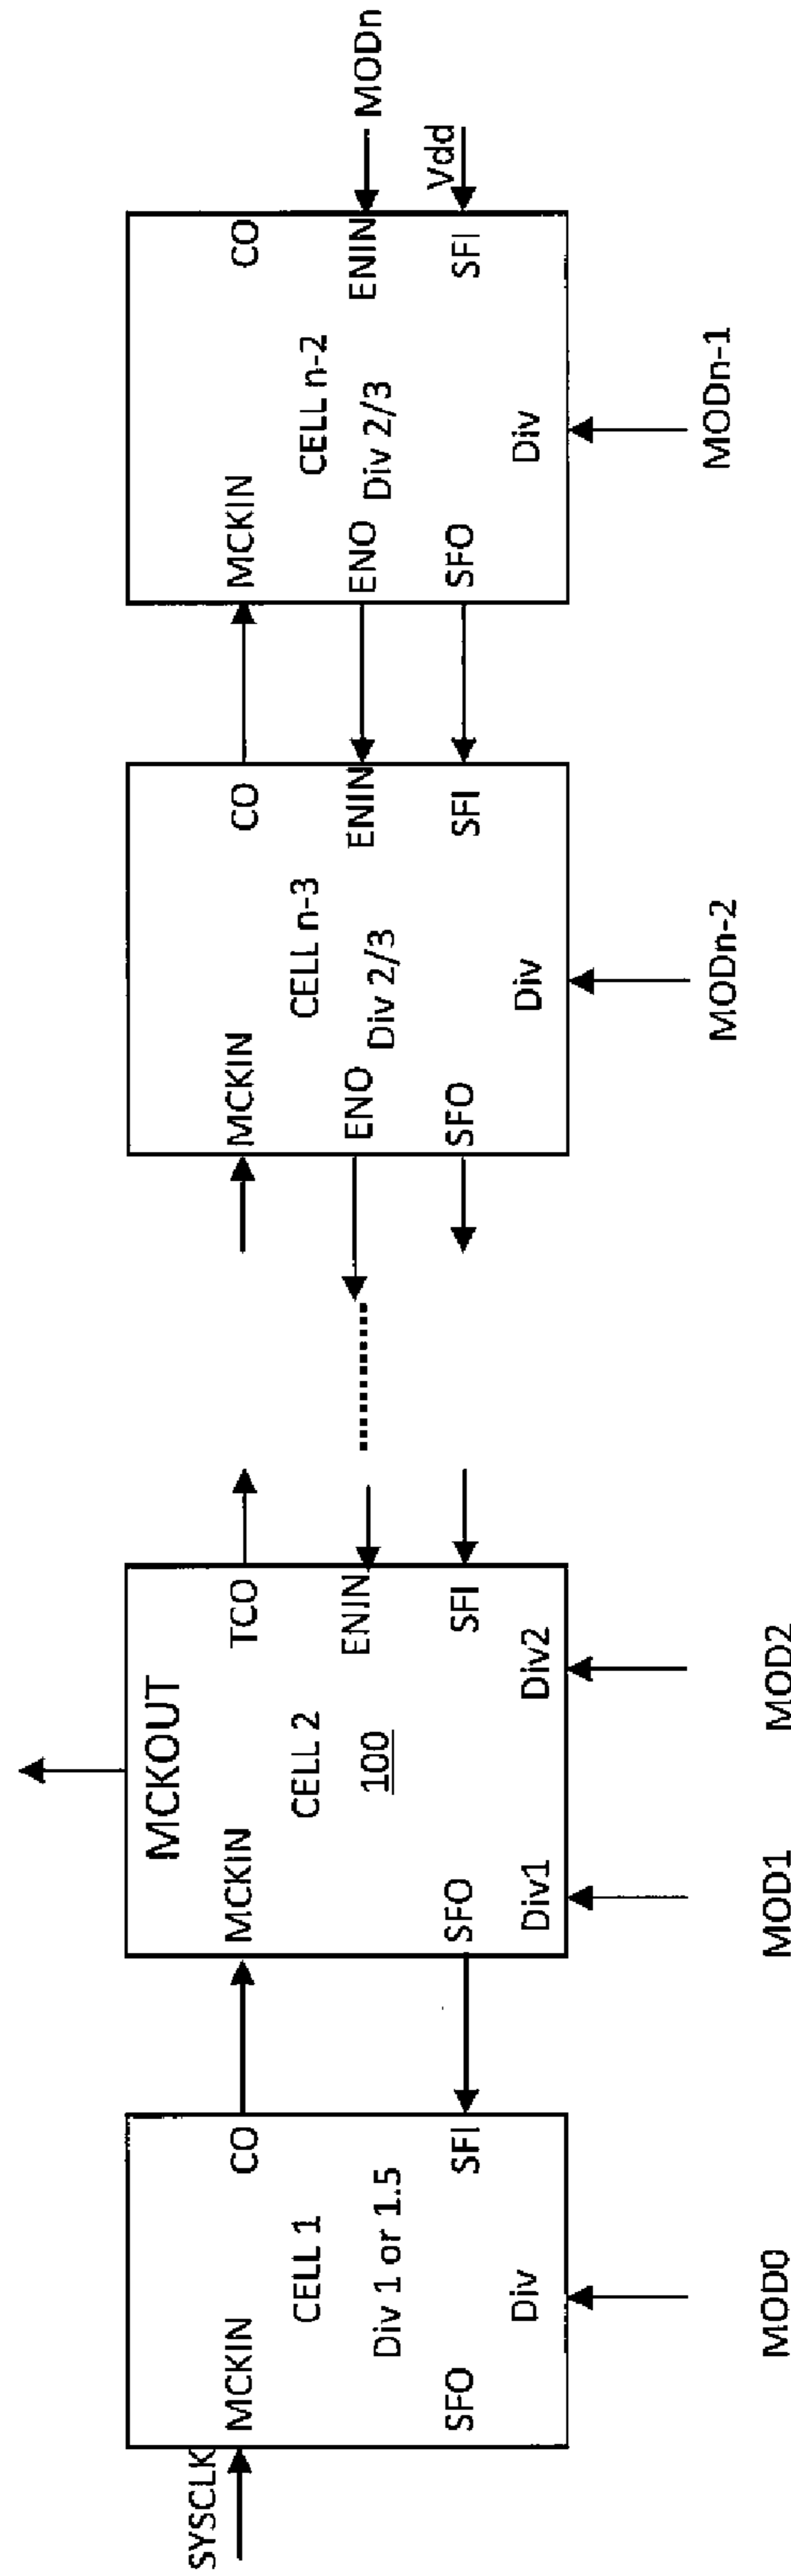 SYSCLK
MCKIN
CO
CELL 1
Div 1 or 1.5
SFO
SFI
Div
MOD0
MCKOUT
MCKIN
TCO
CELL 2
ENIN
100
SFO
SFI
Div1
Div2
MOD1
MOD2
MCKIN
CO
CELL n-3
ENO
ENIN
Div 2/3
SFO
SFI
Div
MODn-2
MCKIN
CO
CELL n-2
ENO
ENIN
Div 2/3
SFO
SFI
Div
MODn-1
MODn
Vdd